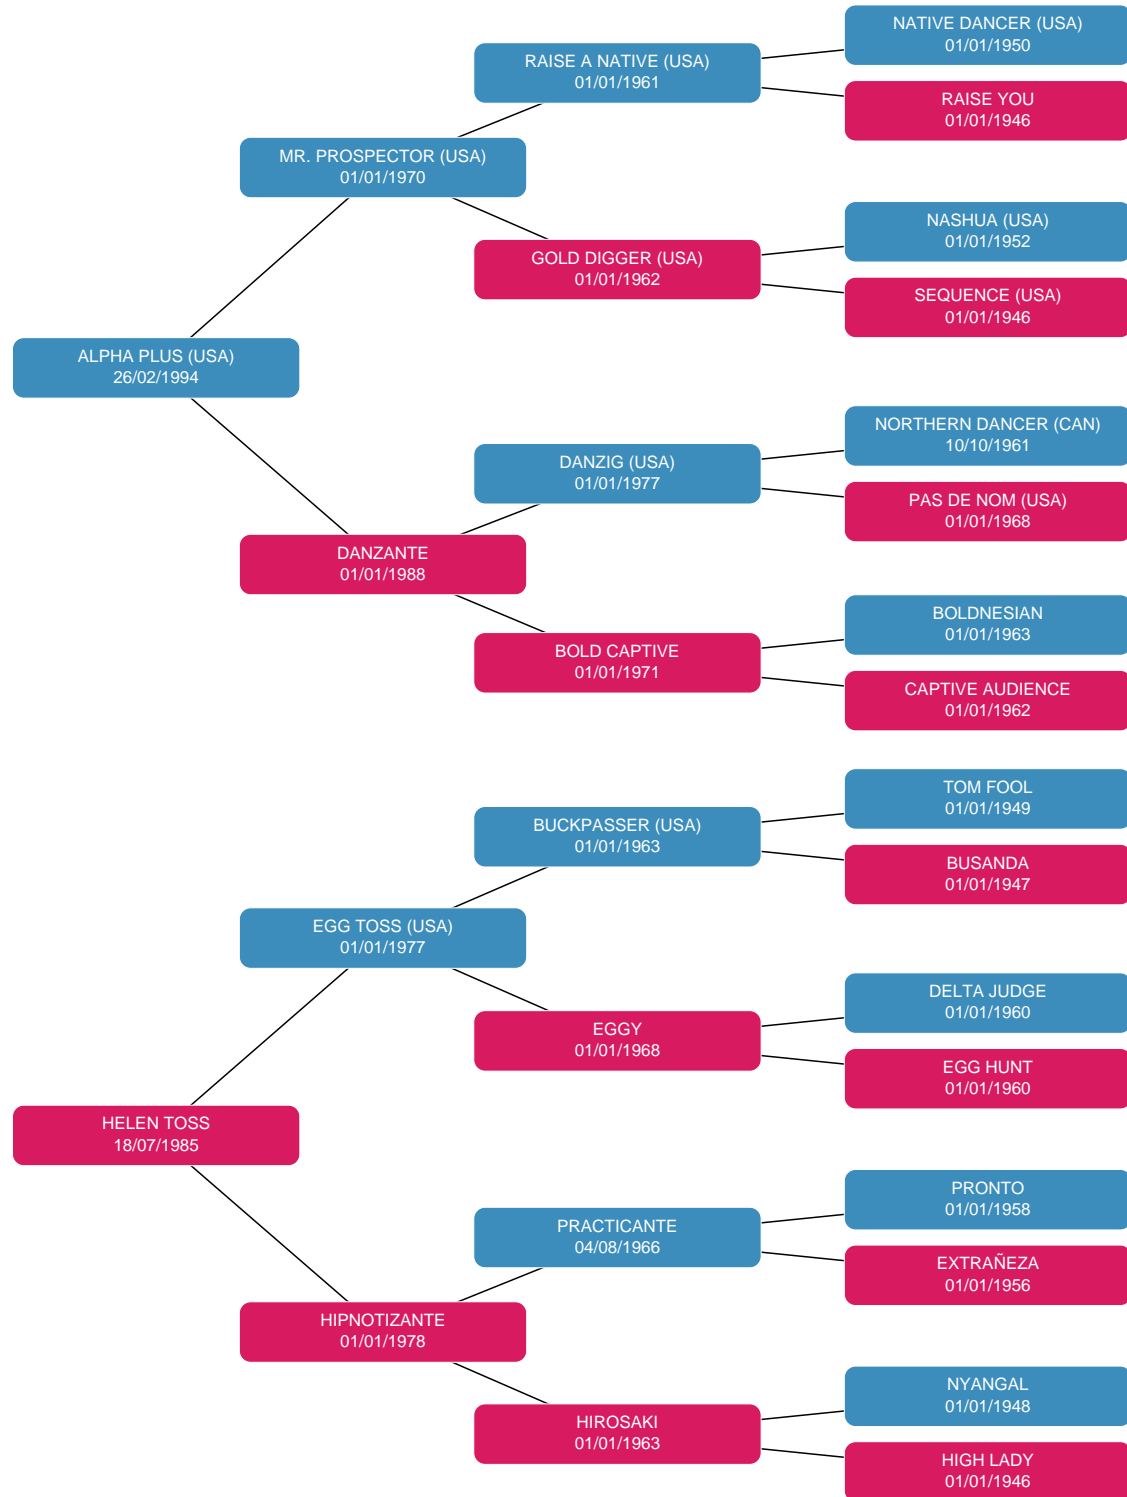 NATIVE DANCER (USA)
01/01/1950
RAISE A NATIVE (USA)
01/01/1961
RAISE YOU
01/01/1946
MR. PROSPECTOR (USA)
01/01/1970
NASHUA (USA)
01/01/1952
GOLD DIGGER (USA)
01/01/1962
SEQUENCE (USA)
01/01/1946
ALPHA PLUS (USA)
26/02/1994
NORTHERN DANCER (CAN)
10/10/1961
DANZIG (USA)
01/01/1977
PAS DE NOM (USA)
01/01/1968
DANZANTE
01/01/1988
BOLDNESIAN
01/01/1963
BOLD CAPTIVE
01/01/1971
CAPTIVE AUDIENCE
01/01/1962
TOM FOOL
01/01/1949
BUCKPASSER (USA)
01/01/1963
BUSANDA
01/01/1947
EGG TOSS (USA)
01/01/1977
DELTA JUDGE
01/01/1960
EGGY
01/01/1968
EGG HUNT
01/01/1960
HELEN TOSS
18/07/1985
PRONTO
01/01/1958
PRACTICANTE
04/08/1966
EXTRAÑEZA
01/01/1956
HIPNOTIZANTE
01/01/1978
NYANGAL
01/01/1948
HIROSAKI
01/01/1963
HIGH LADY
01/01/1946